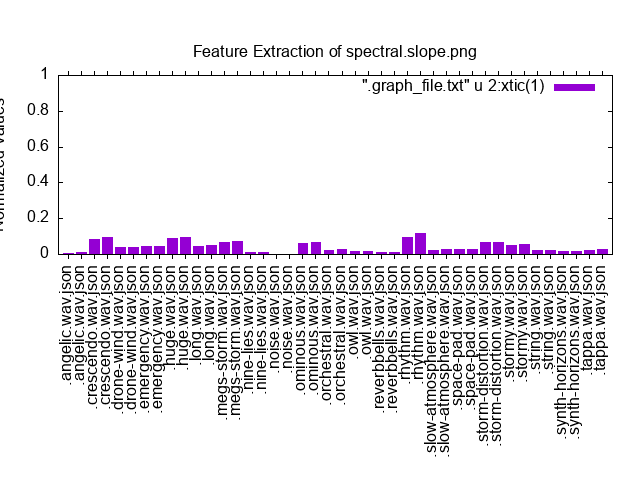 Feature Extraction of spectral.slope.png
".graph_file.txt" u 2:xtic(1)
Normalized Values
1
0.8
0.6
0.4
0.2
0
.angelic.wav.json
.angelic.wav.json
.crescendo.wav.json
.crescendo.wav.json
.drone-wind.wav.json
.drone-wind.wav.json
.emergency.wav.json
.emergency.wav.json
.huge.wav.json
.huge.wav.json
.long.wav.json
.long.wav.json
.megs-storm.wav.json
.megs-storm.wav.json
.nine-lies.wav.json
.nine-lies.wav.json
.noise.wav.json
.noise.wav.json
.ominous.wav.json
.ominous.wav.json
.orchestral.wav.json
.orchestral.wav.json
.owl.wav.json
.owl.wav.json
.reverbbells.wav.json
.reverbbells.wav.json
.rhythm.wav.json
.rhythm.wav.json
.slow-atmosphere.wav.json
.slow-atmosphere.wav.json
.space-pad.wav.json
.space-pad.wav.json
.storm-distortion.wav.json
.storm-distortion.wav.json
.stormy.wav.json
.stormy.wav.json
.string.wav.json
.string.wav.json
.synth-horizons.wav.json
.synth-horizons.wav.json
.tappa.wav.json
.tappa.wav.json